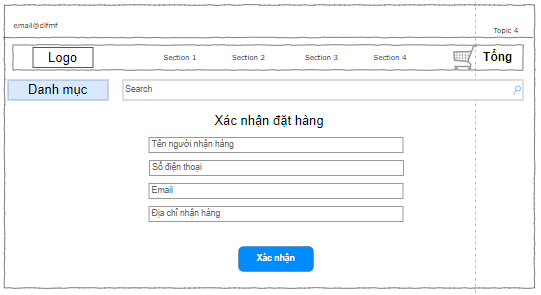 email@dlfmf
Topic 4
Logo Section 1 Section 2 Section 3 Section 4 Tổng
Danh mục Search
Xác nhận đặt hàng
Tên người nhận hàng
Số điện thoại
Email
Địa chỉ nhận hàng
Xác nhận